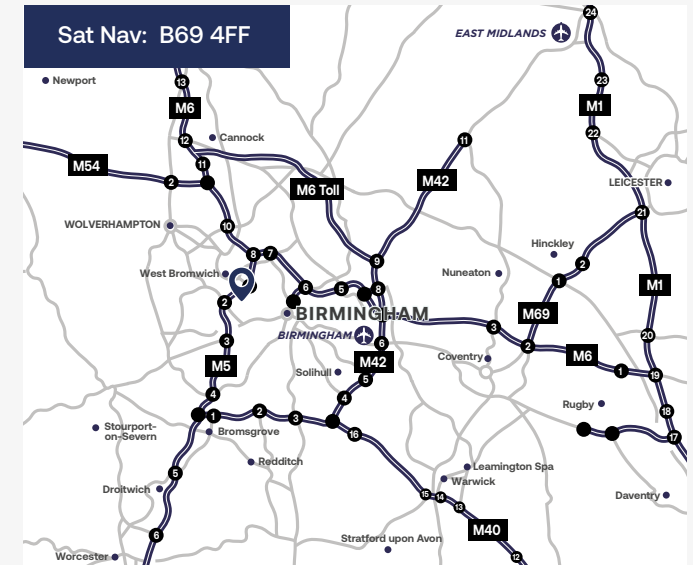 Sat Nav: B69 4FF
24
EAST MIDLANDS
Newport
13
23
M6
M1
12
Cannock
11
22
11
M54
2
M6 Toll
M42
LEICESTER
21
WOLVERHAMPTON
10
Hinckley
8
7
9
2
West Bromwich
Nuneaton
1
M1
6
5
8
2
BIRMINGHAM
M69
3
BIRMINGHAM
20
3
6
2
M6
M5
M42
Coventry
Solihull
5
1
19
4
4
Rugby
18
1
2
3
Stourport-
on-Severn
Bromsgrove
16
17
Redditch
Leamington Spa
5
Droitwich
Warwick
15
14
13
Daventry
6
M40
Stratford upon Avon
Worcester
12